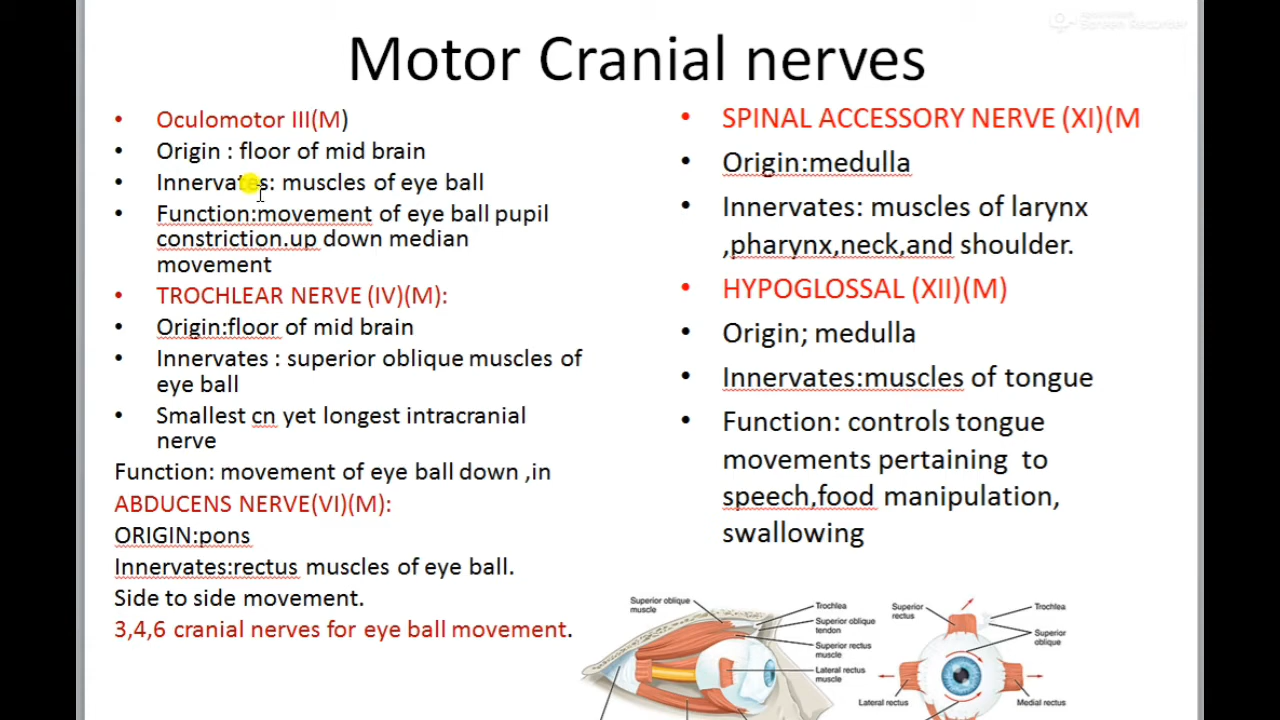 Motor Cranial nerves
Oculomotor III(M)
Origin : floor of mid brain
Innervates: muscles of eye ball
Function:movement of eye ball pupil
constriction.up down median
movement
TROCHLEAR NERVE (IV)(M):
Origin:floor of mid brain
Innervates : superior oblique muscles of
eye ball
Smallest cn yet longest intracranial
nerve
Function: movement of eye ball down ,in
ABDUCENS NERVE(VI)(M):
ORIGIN:pons
Innervates:rectus muscles of eye ball.
Side to side movement.
3,4,6 cranial nerves for eye ball movement.
SPINAL ACCESSORY NERVE (XI)(M
Origin:medulla
Innervates: muscles of larynx
,pharynx,neck,and shoulder.
HYPOGLOSSAL (XII)(M)
Origin; medulla
Innervates:muscles of tongue
Function: controls tongue
movements pertaining to
speech,food manipulation,
swallowing
Superior oblique
muscle
Trochlea
Superior oblique
tendon
Superior rectus
muscle
Lateral rectus
muscle
Superior
rectus
Trochlea
Superior
oblique
Lateral rectus
Medial rectus
Screen Recorder